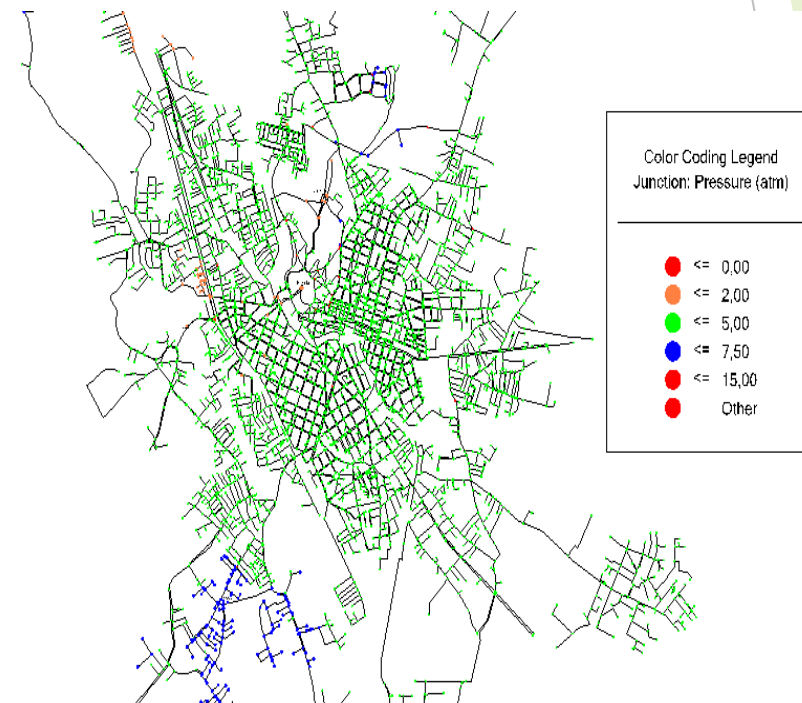 Color Coding Legend
Junction: Pressure (atm)
<= 0,00
<= 2,00
<= 5,00
<= 7,50
<= 15,00
Other